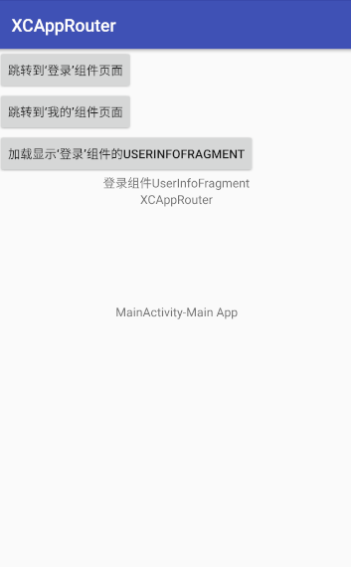 XCAppRouter
跳转到'登录'组件页面
跳转到'我的'组件页面
加载显示'登录'组件的USERINFOFRAGMENT
登录组件UserInfoFragment
XCAppRouter
MainActivity-Main App